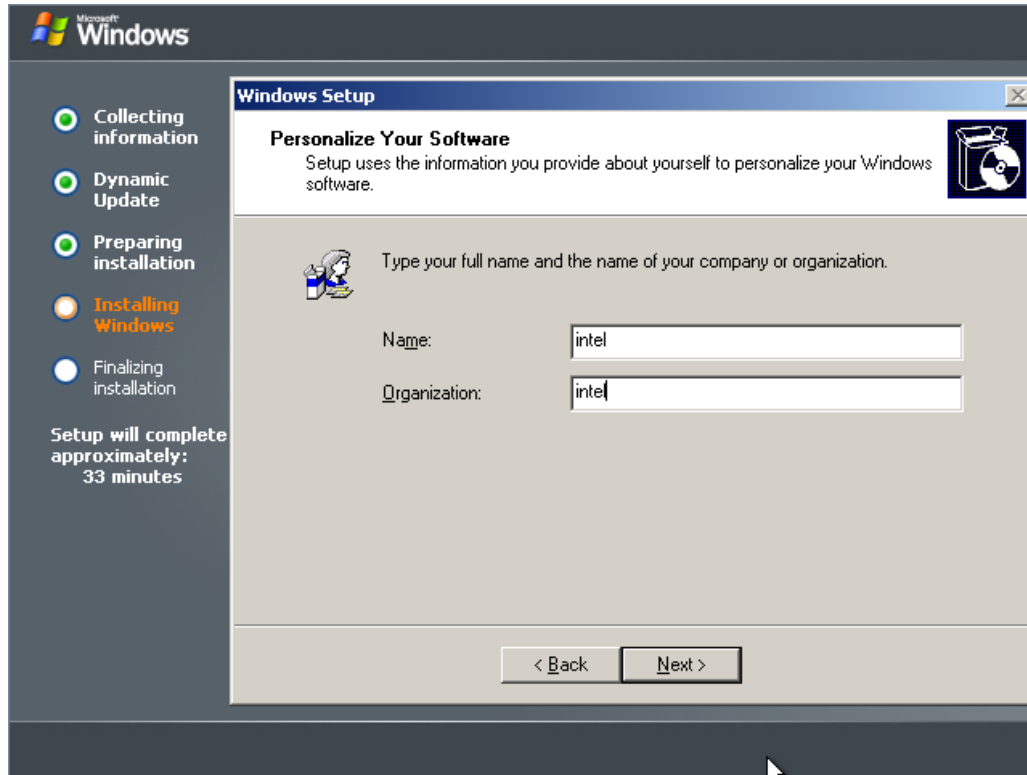 Microsoft
Windows
Collecting
information
Dynamic
Update
Preparing
installation
Installing
Windows
Finalizing
installation
Setup will complete
approximately:
33 minutes
Windows Setup
Personalize Your Software
Setup uses the information you provide about yourself to personalize your Windows
software.
Type your full name and the name of your company or organization.
Name: intel
Organization: intel
< Back Next >